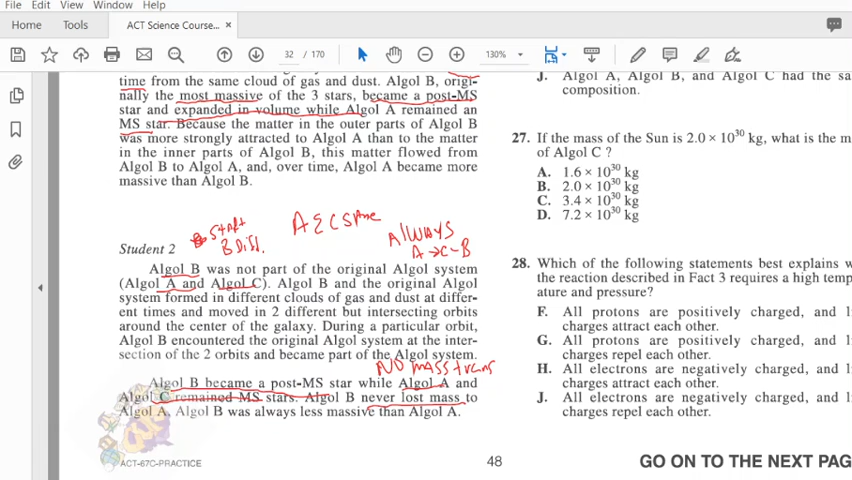 File Edit View Window Help
Home Tools ACT Science Course... ×
32 / 170
130%
time from the same cloud of gas and dust. Algol B, origi-
nally the most massive of the 3 stars, became a post-MS
star and expanded in volume while Algol A remained an
MS star. Because the matter in the outer parts of Algol B
was more strongly attracted to Algol A than to the matter
in the inner parts of Algol B, this matter flowed from
Algol B to Algol A, and, over time, Algol A became more
massive than Algol B.
Start
B Diff.
A & C Same
Always
A → C - B
Student 2
Algol B was not part of the original Algol system
(Algol A and Algol C). Algol B and the original Algol
system formed in different clouds of gas and dust at differ-
ent times and moved in 2 different but intersecting orbits
around the center of the galaxy. During a particular orbit,
Algol B encountered the original Algol system at the inter-
section of the 2 orbits and became part of the Algol system.
NO mass trans
Algol B became a post-MS star while Algol A and
Algol C remained MS stars. Algol B never lost mass to
Algol A. Algol B was always less massive than Algol A.
ACT-67C-PRACTICE
48
J. Algol A, Algol B, and Algol C had the sa
composition.
27. If the mass of the Sun is 2.0 × 10³⁰ kg, what is the m
of Algol C ?
A. 1.6 × 10³⁰ kg
B. 2.0 × 10³⁰ kg
C. 3.4 × 10³⁰ kg
D. 7.2 × 10³⁰ kg
28. Which of the following statements best explains w
the reaction described in Fact 3 requires a high temp
ature and pressure?
F. All protons are positively charged, and li
charges attract each other.
G. All protons are positively charged, and li
charges repel each other.
H. All electrons are negatively charged, and li
charges attract each other.
J. All electrons are negatively charged, and li
charges repel each other.
GO ON TO THE NEXT PAG